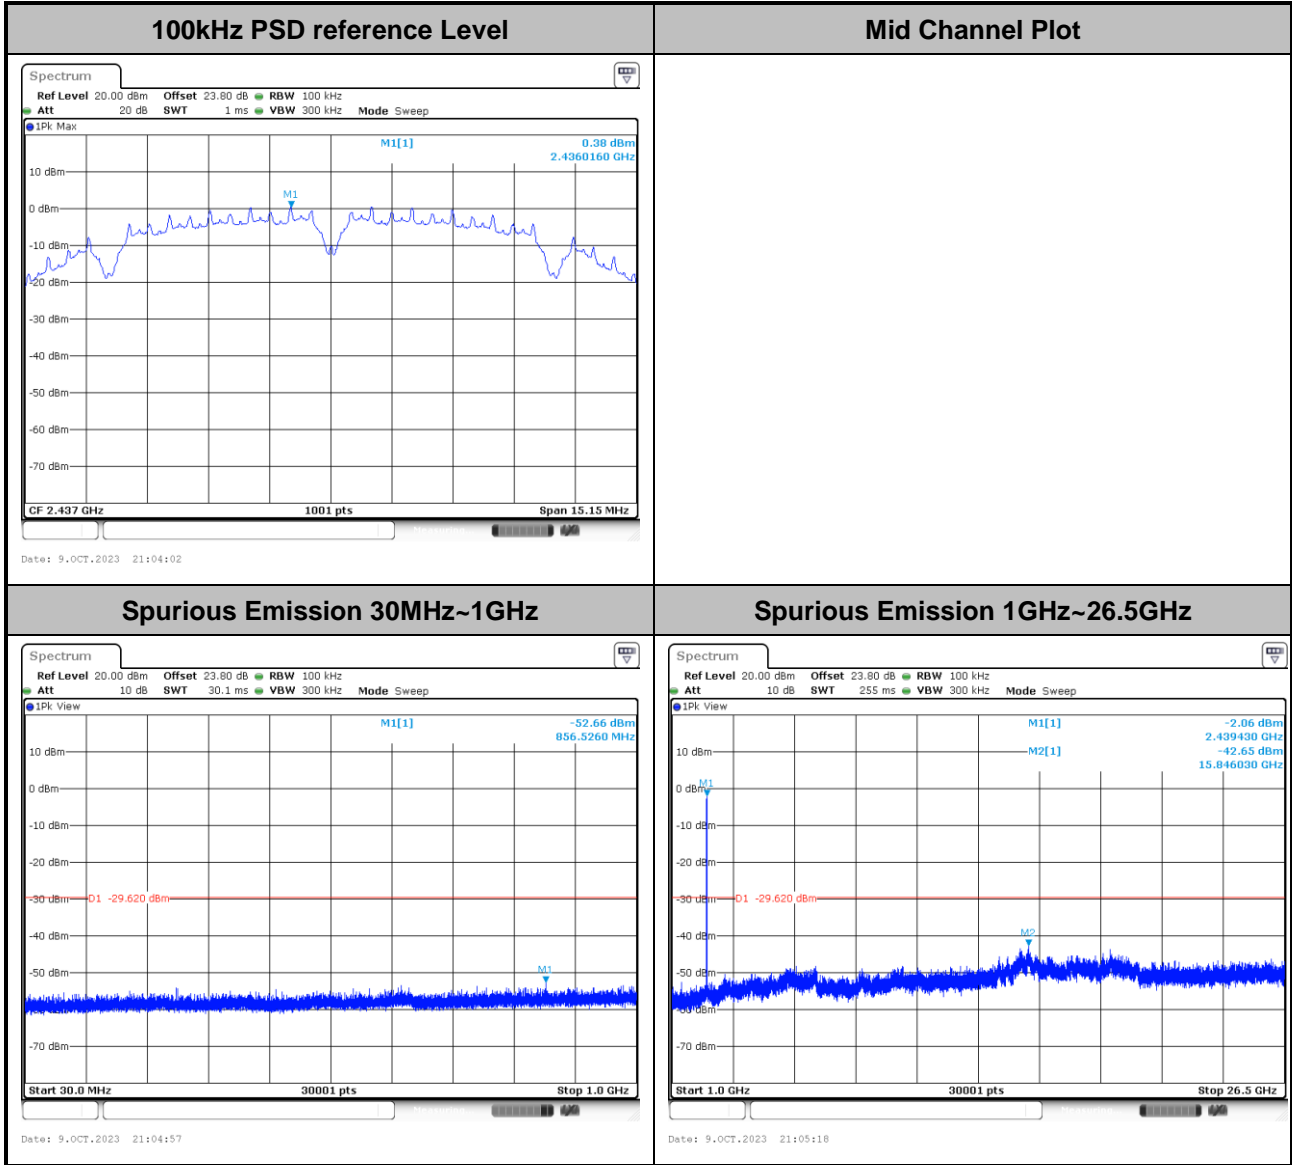 100kHz PSD reference Level
Mid Channel Plot
Spectrum
Ref Level 20.00 dBm Offset 23.80 dB RBW 100 kHz
Att 20 dB SWT 1 ms VBW 300 kHz Mode Sweep
1Pk Max
M1[1] 0.38 dBm
2.4360160 GHz
10 dBm
M1
0 dBm
-10 dBm
-20 dBm
-30 dBm
-40 dBm
-50 dBm
-60 dBm
-70 dBm
CF 2.437 GHz 1001 pts Span 15.15 MHz
Measuring...
Date: 9.OCT.2023 21:04:02
Spurious Emission 30MHz~1GHz
Spurious Emission 1GHz~26.5GHz
Spectrum
Ref Level 20.00 dBm Offset 23.80 dB RBW 100 kHz
Att 10 dB SWT 30.1 ms VBW 300 kHz Mode Sweep
1Pk View
M1[1] -52.66 dBm
856.5260 MHz
10 dBm
0 dBm
-10 dBm
-20 dBm
-30 dBm
D1 -29.620 dBm
-40 dBm
-50 dBm
M1
-70 dBm
Start 30.0 MHz 30001 pts Stop 1.0 GHz
Measuring...
Date: 9.OCT.2023 21:04:57
Spectrum
Ref Level 20.00 dBm Offset 23.80 dB RBW 100 kHz
Att 10 dB SWT 255 ms VBW 300 kHz Mode Sweep
1Pk View
M1[1] -2.06 dBm
2.439430 GHz
M2[1] -42.65 dBm
15.846030 GHz
10 dBm
0 dBm
M1
-10 dBm
-20 dBm
-30 dBm
D1 -29.620 dBm
-40 dBm
M2
-50 dBm
-60 dBm
-70 dBm
Start 1.0 GHz 30001 pts Stop 26.5 GHz
Measuring...
Date: 9.OCT.2023 21:05:18